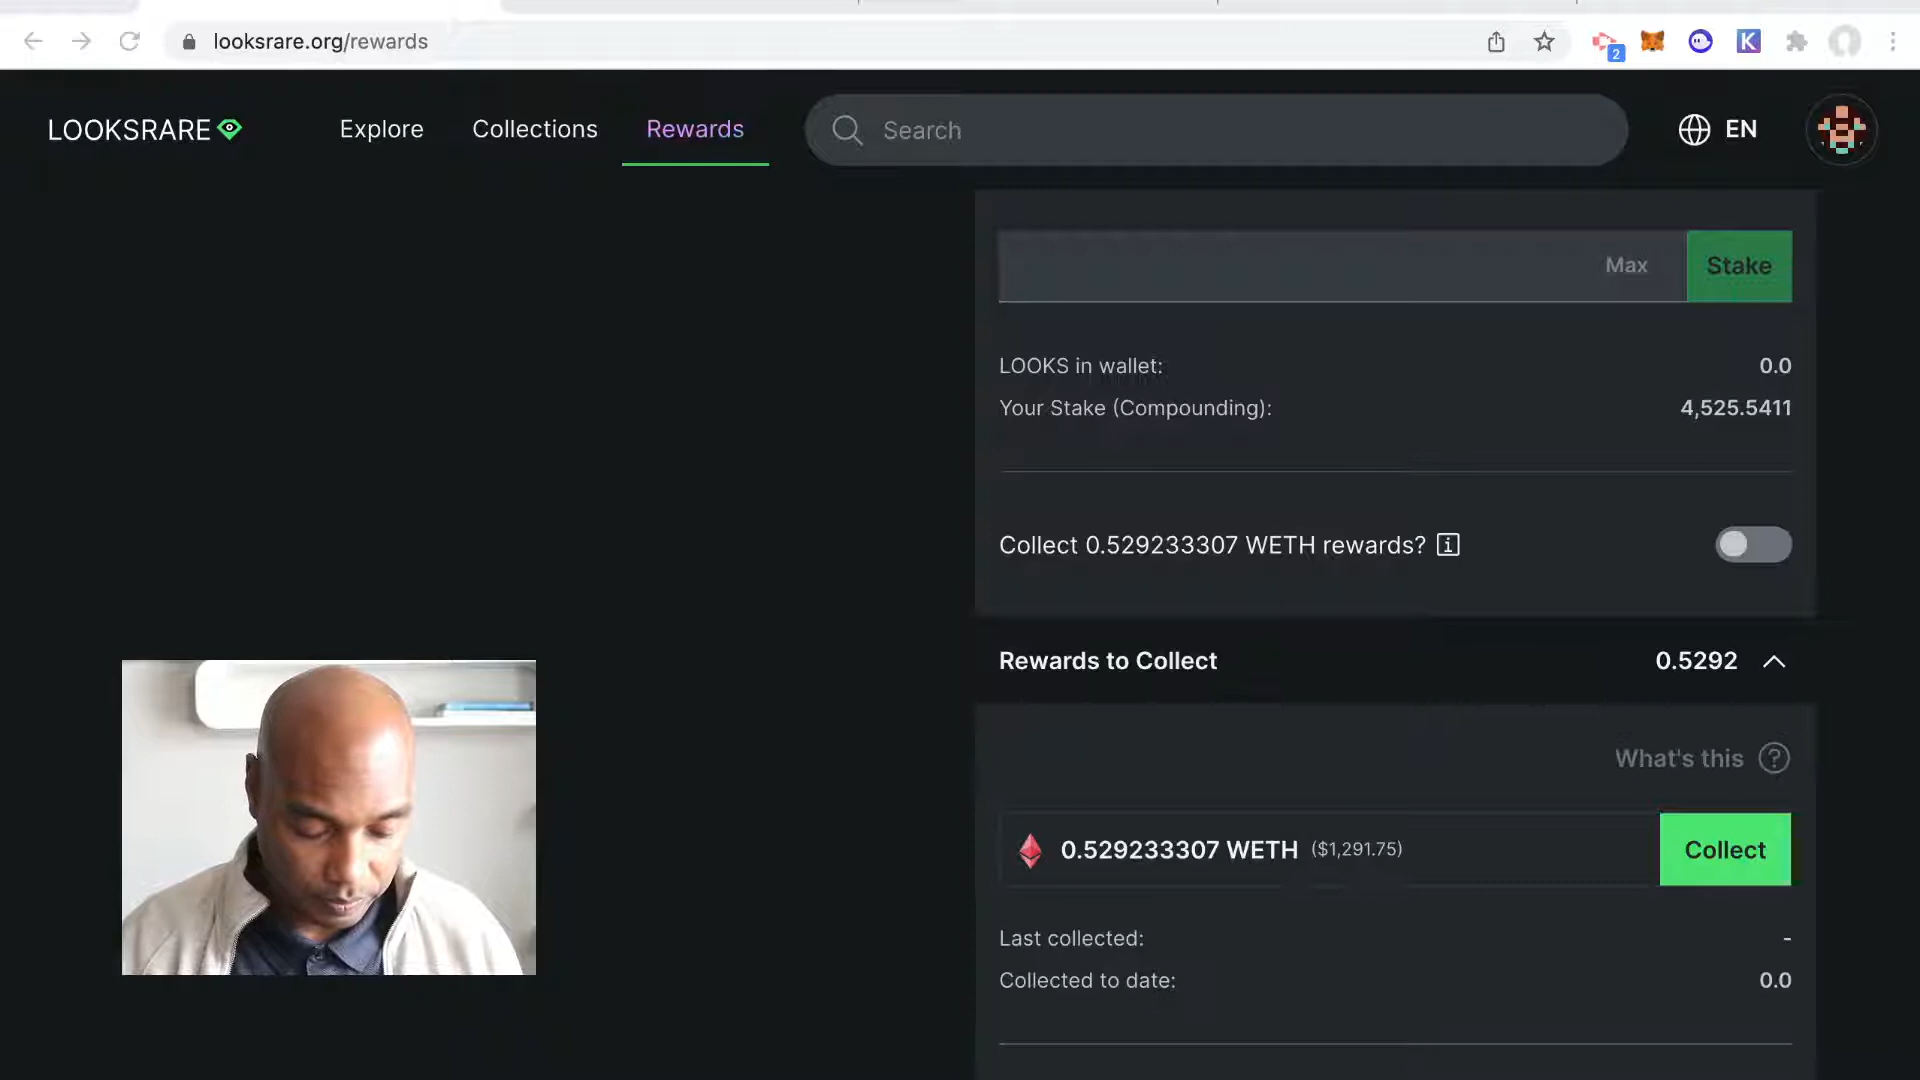 looksrare.org/rewards
2
K
LOOKSRARE
Explore
Collections
Rewards
Search
EN
Max
Stake
LOOKS in wallet:
0.0
Your Stake (Compounding):
4,525.5411
Collect 0.529233307 WETH rewards?
Rewards to Collect
0.5292
What's this
0.529233307 WETH ($1,291.75)
Collect
Last collected:
-
Collected to date:
0.0